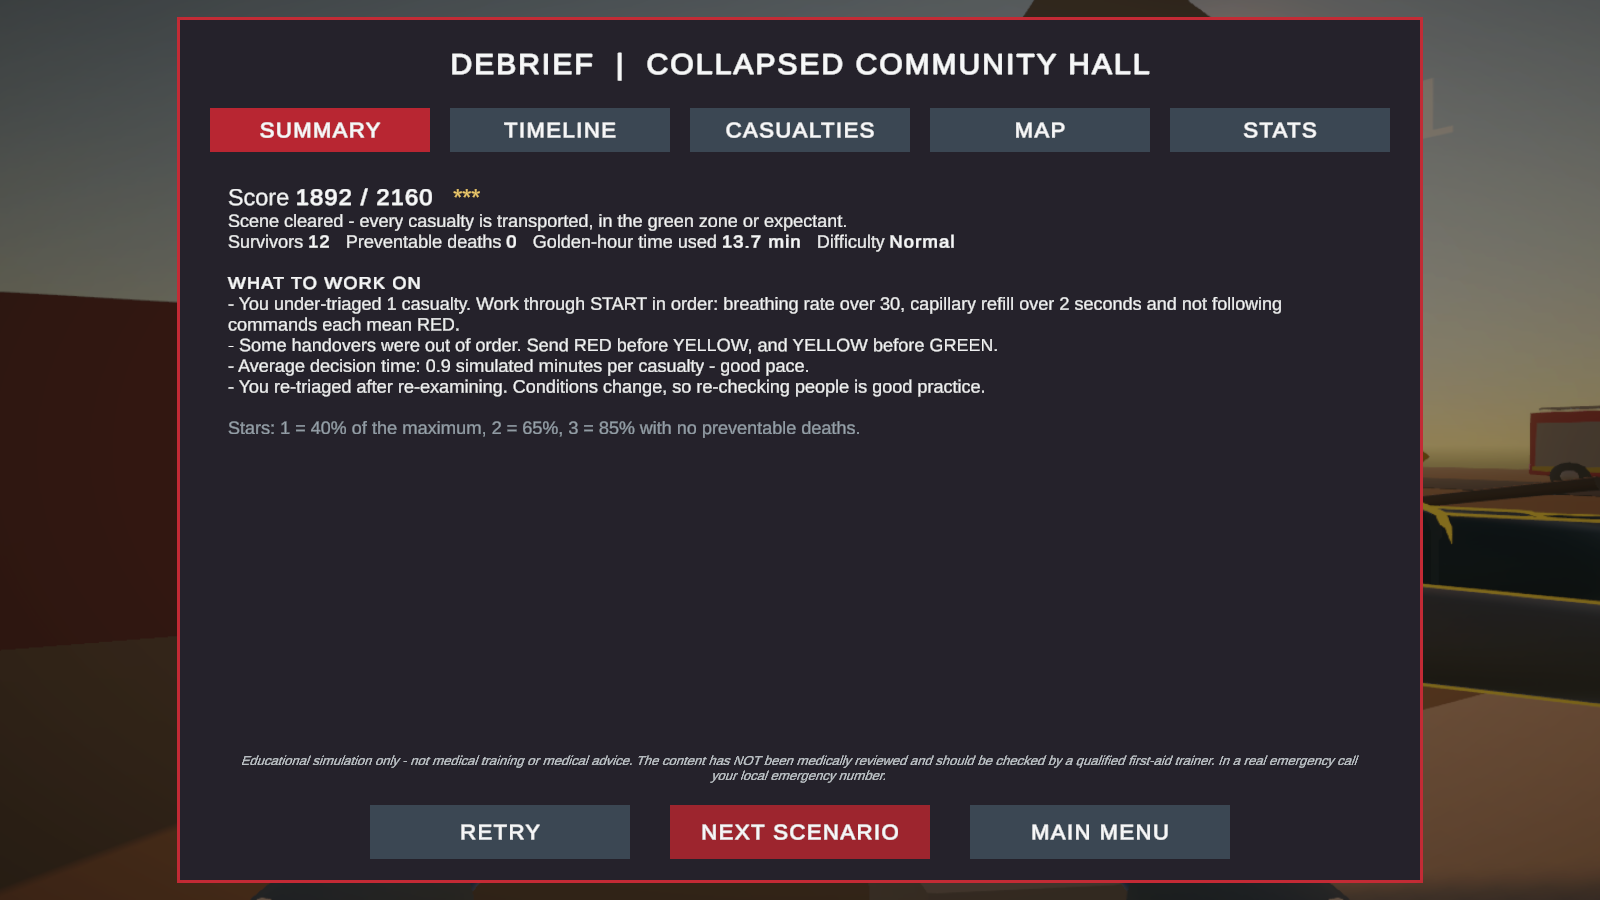 DEBRIEF | COLLAPSED COMMUNITY HALL
SUMMARY
TIMELINE
CASUALTIES
MAP
STATS
Score 1892 / 2160 ***
Scene cleared - every casualty is transported, in the green zone or expectant.
Survivors 12 Preventable deaths 0 Golden-hour time used 13.7 min Difficulty Normal
WHAT TO WORK ON
- You under-triaged 1 casualty. Work through START in order: breathing rate over 30, capillary refill over 2 seconds and not following
commands each mean RED.
- Some handovers were out of order. Send RED before YELLOW, and YELLOW before GREEN.
- Average decision time: 0.9 simulated minutes per casualty - good pace.
- You re-triaged after re-examining. Conditions change, so re-checking people is good practice.
Stars: 1 = 40% of the maximum, 2 = 65%, 3 = 85% with no preventable deaths.
Educational simulation only - not medical training or medical advice. The content has NOT been medically reviewed and should be checked by a qualified first-aid trainer. In a real emergency call
your local emergency number.
RETRY
NEXT SCENARIO
MAIN MENU